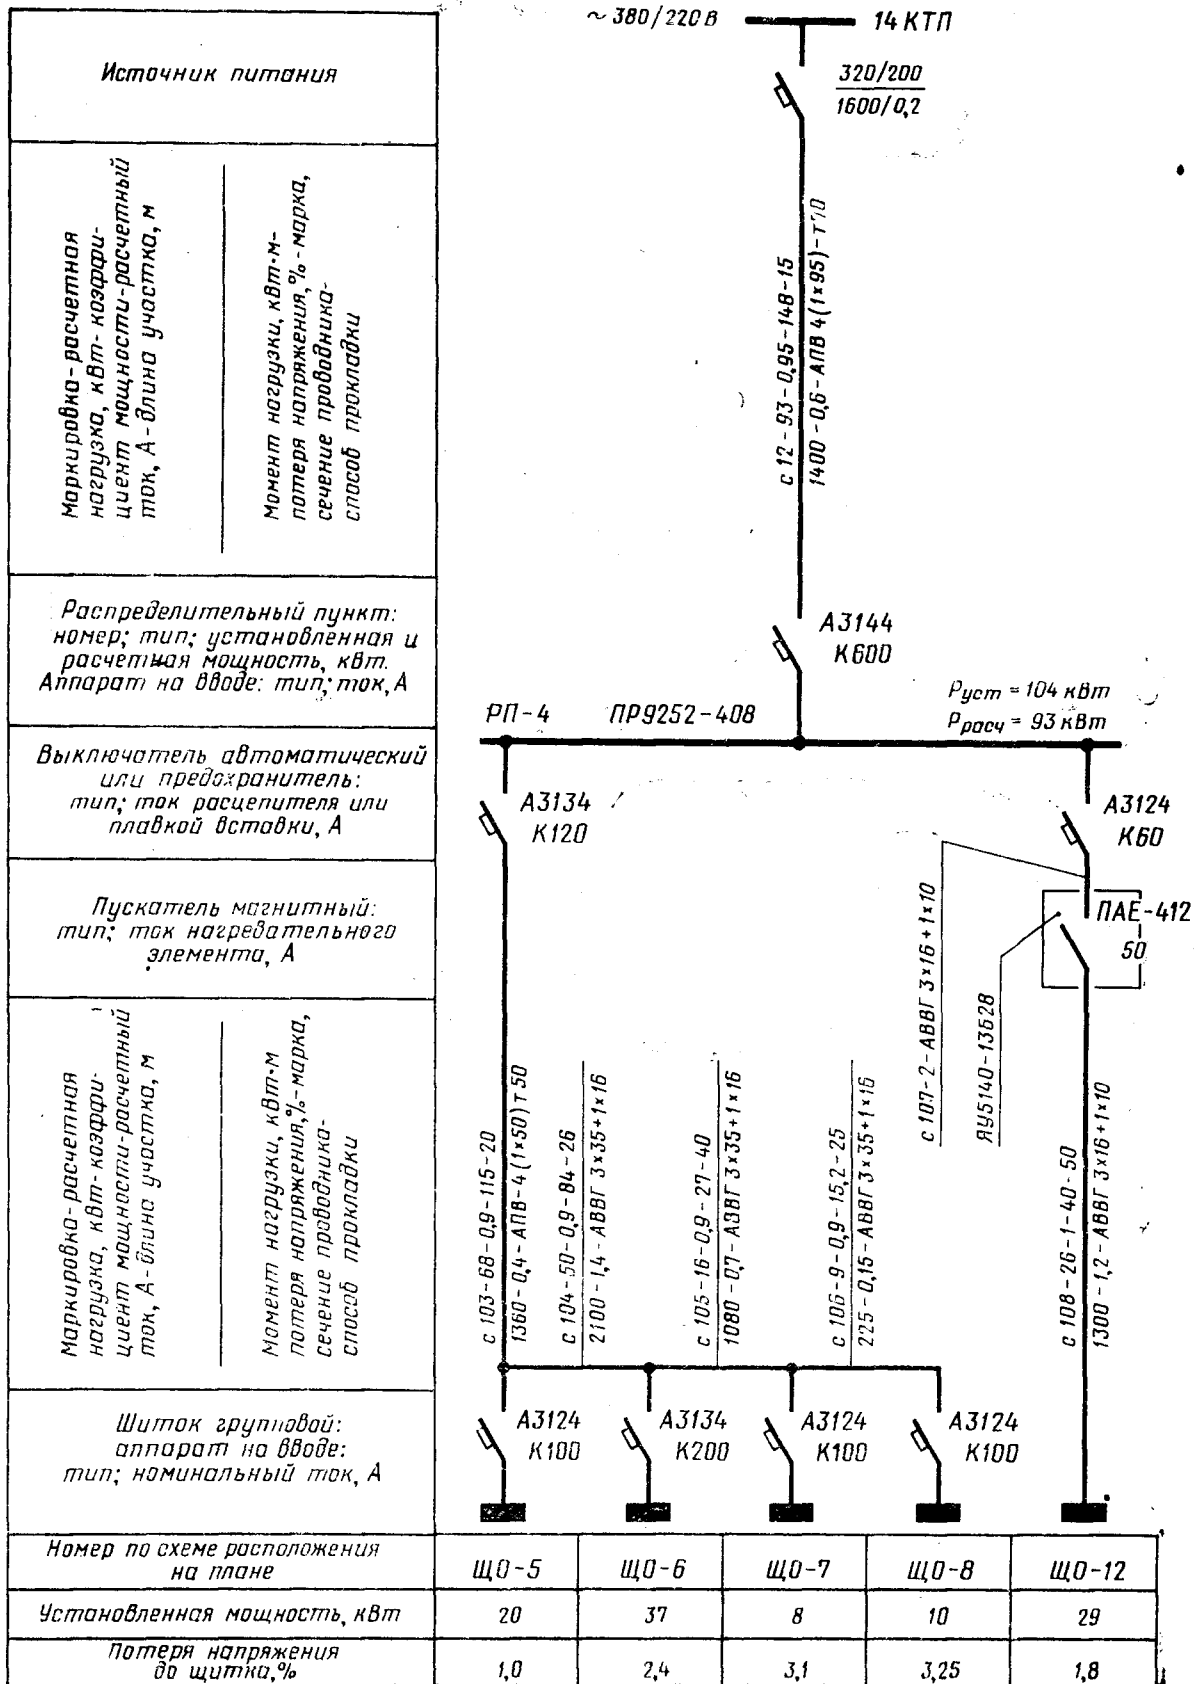 ~380/220В
14 КТП
Источник питания
320/200
1600/0,2
Маркировка-расчетная
нагрузка, кВт-коэффи-
циент мощности-расчетный
ток, А-длина участка, м
Момент нагрузки, кВт·м-
потеря напряжения,%-марка,
сечение проводника-
способ прокладки
с 12-93-0,95-148-15
1400-0,6-АПВ 4(1×95)-
Распределительный пункт:
номер; тип; установленная и
расчетная мощность, кВт.
Аппарат на вводе: тип; ток, А
А3144
К600
РП-4
ПР9252-408
Руст = 104 кВт
Ррасч = 93 кВт
Выключатель автоматический
или предохранитель:
тип; ток расцепителя или
плавкой вставки, А
А3134
К120
А3124
К60
Пускатель магнитный:
тип; ток нагревательного
элемента, А
ПАЕ-412
50
с 107-2-АВВГ 3×16+1×10
ЯУ5140-13Б28
Маркировка-расчетная
нагрузка, кВт-коэффи-
циент мощности-расчетный
ток, А-длина участка, м
Момент нагрузки, кВт·м
потеря напряжения,%-марка,
сечение проводника-
способ прокладки
с 103-68-0,9-115-20
1360-0,4-АПВ-4(1×50)т50
с 104-50-0,9-84-26
2100-1,4-АВВГ 3×35+1×16
с 105-16-0,9-27-40
1080-0,7-АВВГ 3×35+1×16
с 106-9-0,9-15,2-25
225-0,15-АВВГ 3×35+1×16
с 108-26-1-40-50
1300-1,2-АВВГ 3×16+1×10
Щиток групповой:
аппарат на вводе:
тип; номинальный ток, А
А3124
К100
А3134
К200
А3124
К100
А3124
К100
Номер по схеме расположения
на плане
ЩО-5 ЩО-6 ЩО-7 ЩО-8 ЩО-12
Установленная мощность, кВт 20 37 8 10 29
Потеря напряжения
до щитка,% 1,0 2,4 3,1 3,25 1,8